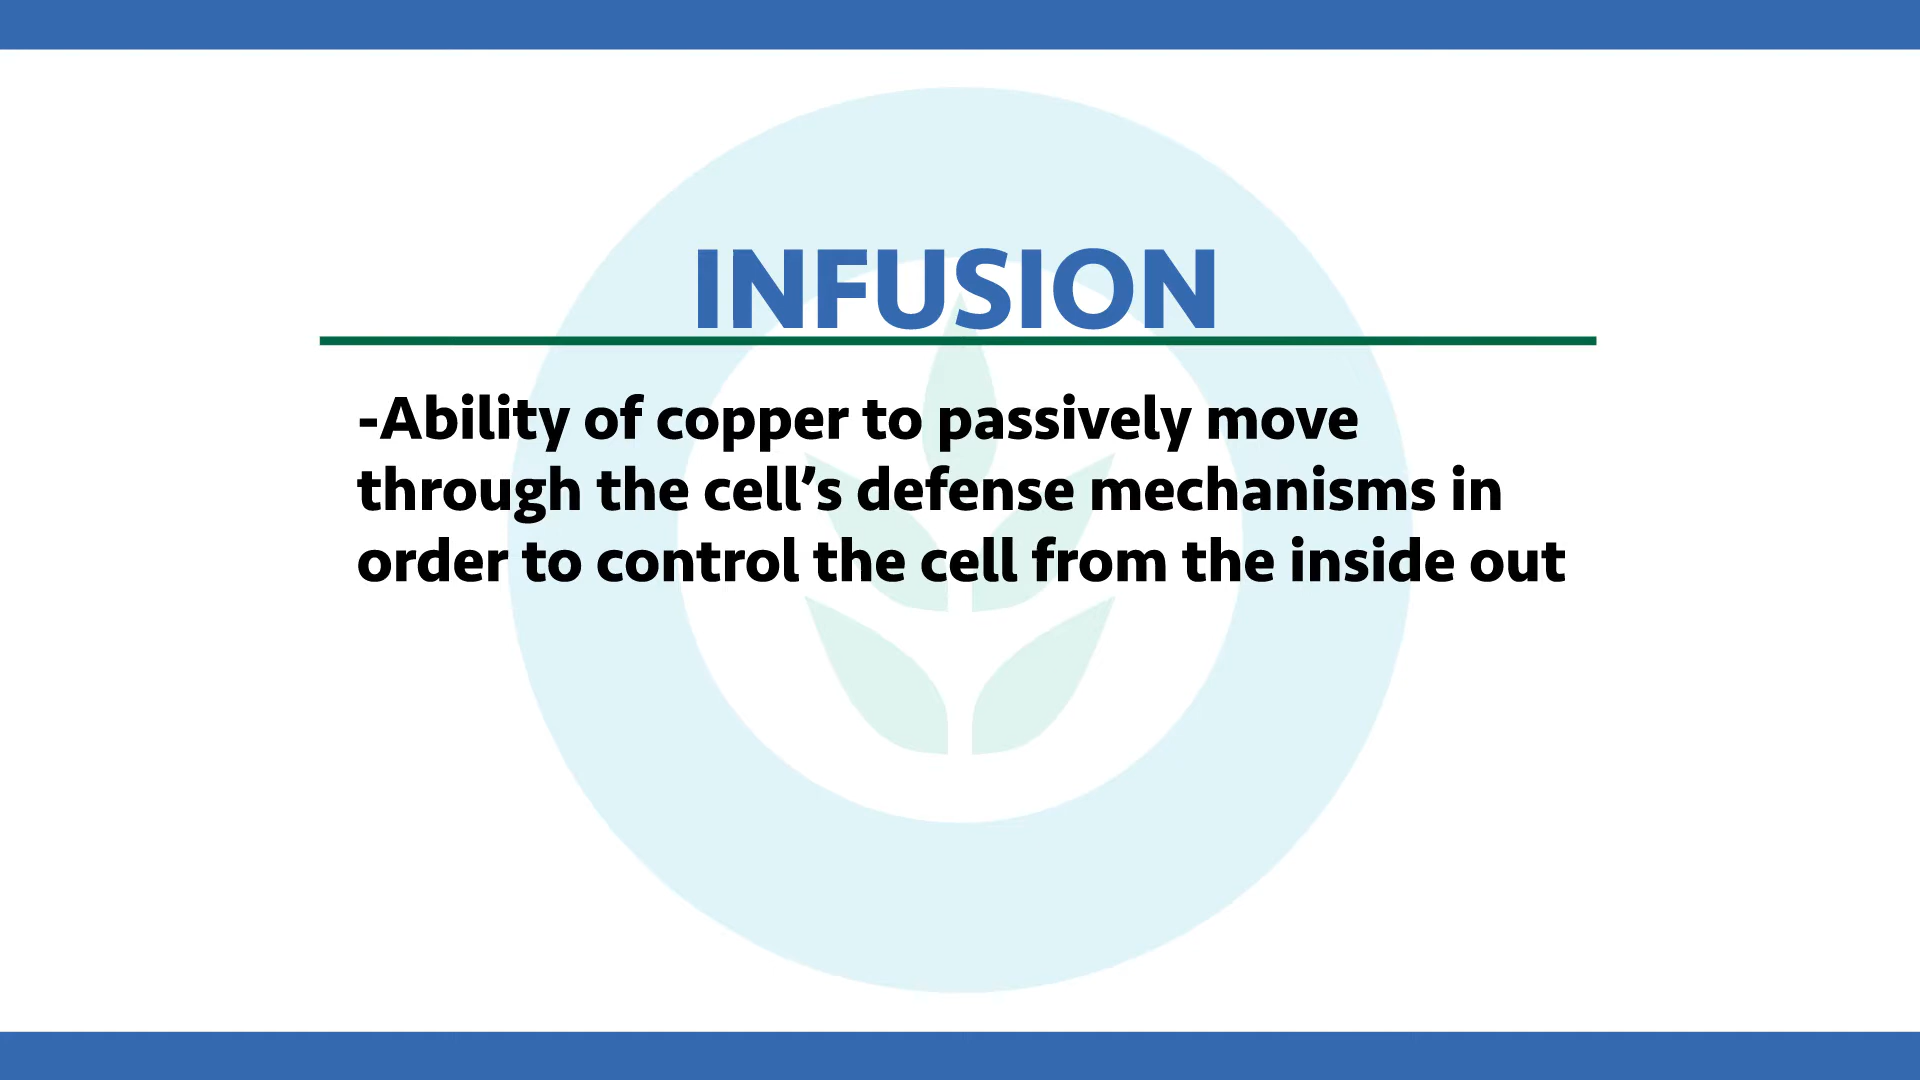 INFUSION
-Ability of copper to passively move
through the cell’s defense mechanisms in
order to control the cell from the inside out